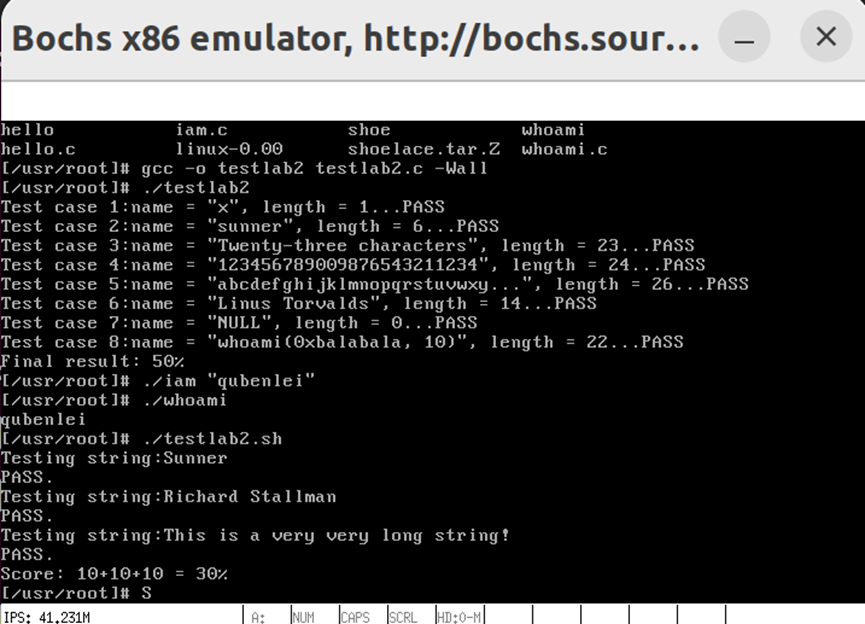 Bochs x86 emulator, http://bochs.sour...
hello iam.c shoe whoami
hello.c linux-0.00 shoelace.tar.Z whoami.c
[/usr/root]# gcc -o testlab2 testlab2.c -Wall
[/usr/root]# ./testlab2
Test case 1:name = "x", length = 1...PASS
Test case 2:name = "sunner", length = 6...PASS
Test case 3:name = "Twenty-three characters", length = 23...PASS
Test case 4:name = "123456789009876543211234", length = 24...PASS
Test case 5:name = "abcdefghijklmnopqrstuvwxy...", length = 26...PASS
Test case 6:name = "Linus Torvalds", length = 14...PASS
Test case 7:name = "NULL", length = 0...PASS
Test case 8:name = "whoami(0xbalabala, 10)", length = 22...PASS
Final result: 50%
[/usr/root]# ./iam "qubenlei"
[/usr/root]# ./whoami
qubenlei
[/usr/root]# ./testlab2.sh
Testing string:Sunner
PASS.
Testing string:Richard Stallman
PASS.
Testing string:This is a very very long string!
PASS.
Score: 10+10+10 = 30%
[/usr/root]# S
IPS: 41,231M A: NUM CAPS SCRL HD:0-M